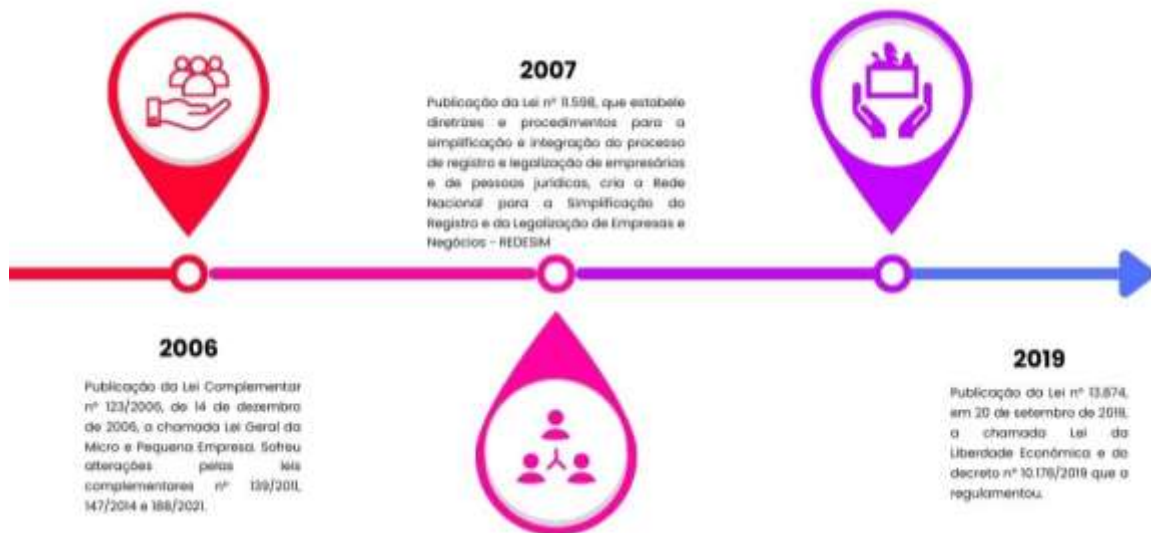 2007
Publicação da Lei nº 11.598, que estabele
diretrizes e procedimentos para a
simplificação e integração do processo
de registro e legalização de empresários
e de pessoas jurídicas, cria a Rede
Nacional para a Simplificação do
Registro e da Legalização de Empresas e
Negócios - REDESIM
2006
Publicação da Lei Complementar
nº 123/2006, de 14 de dezembro
de 2006, a chamada Lei Geral da
Micro e Pequena Empresa. Sofreu
alterações pelas leis
complementares nº 139/2011,
147/2014 e 188/2021.
2019
Publicação da Lei nº 13.874,
em 20 de setembro de 2019,
a chamada Lei da
Liberdade Econômica e do
decreto nº 10.178/2019 que a
regulamentou.